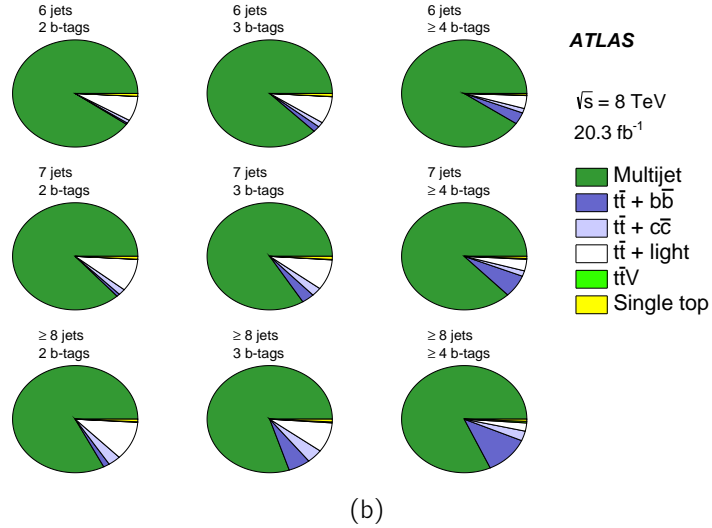 6 jets
2 b-tags
6 jets
3 b-tags
6 jets
≥ 4 b-tags
ATLAS
√s = 8 TeV
20.3 fb⁻¹
7 jets
2 b-tags
7 jets
3 b-tags
7 jets
≥ 4 b-tags
Multijet
tt̄ + bb̄
tt̄ + cc̄
tt̄ + light
tt̄V
Single top
≥ 8 jets
2 b-tags
≥ 8 jets
3 b-tags
≥ 8 jets
≥ 4 b-tags
(b)